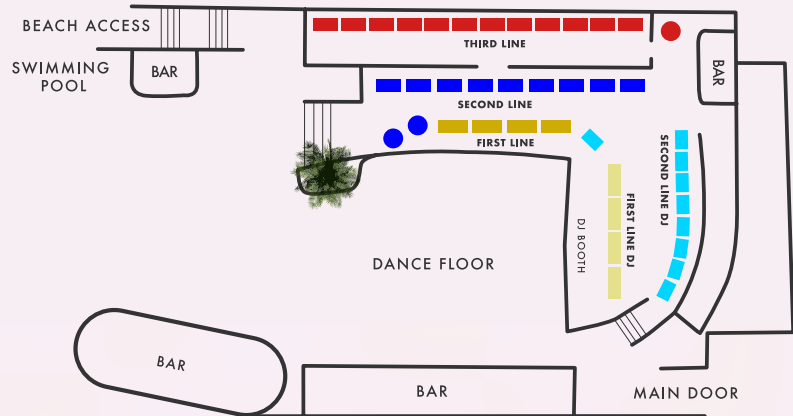 BEACH ACCESS
THIRD LINE
SWIMMING
POOL
BAR
BAR
SECOND LINE
FIRST LINE
SECOND LINE DJ
FIRST LINE DJ
DJ BOOTH
DANCE FLOOR
BAR
BAR
MAIN DOOR